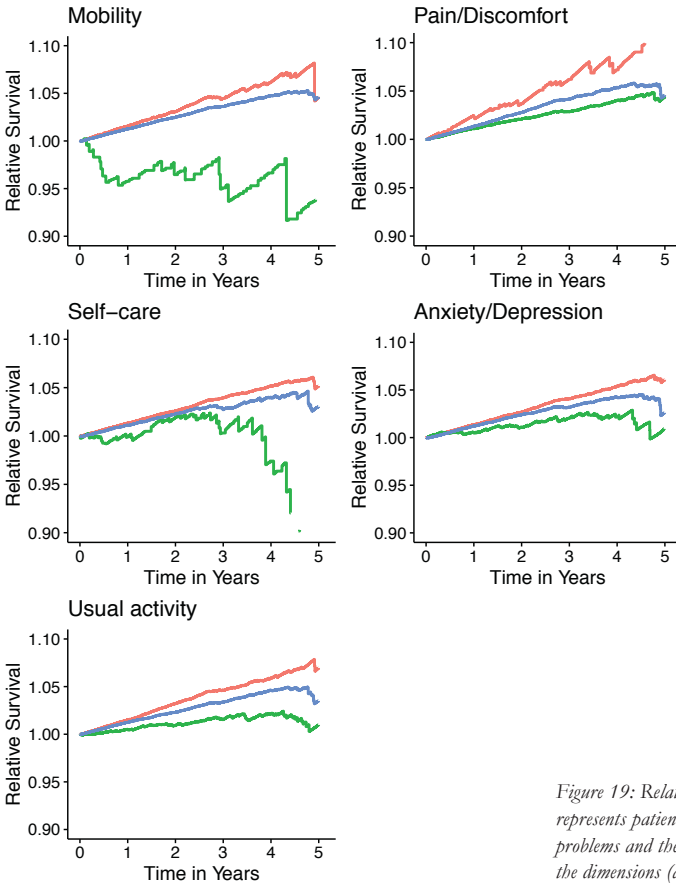 Mobility
1.10
1.05
1.00
0.95
0.90
Relative Survival
0 1 2 3 4 5
Time in Years
Pain/Discomfort
1.10
1.05
1.00
0.95
0.90
Relative Survival
0 1 2 3 4 5
Time in Years
Self−care
1.10
1.05
1.00
0.95
0.90
Relative Survival
0 1 2 3 4 5
Time in Years
Anxiety/Depression
1.10
1.05
1.00
0.95
0.90
Relative Survival
0 1 2 3 4 5
Time in Years
Usual activity
1.10
1.05
1.00
0.95
0.90
Relative Survival
0 1 2 3 4 5
Time in Years
Figure 19: Rela
represents patien
problems and the
the dimensions (